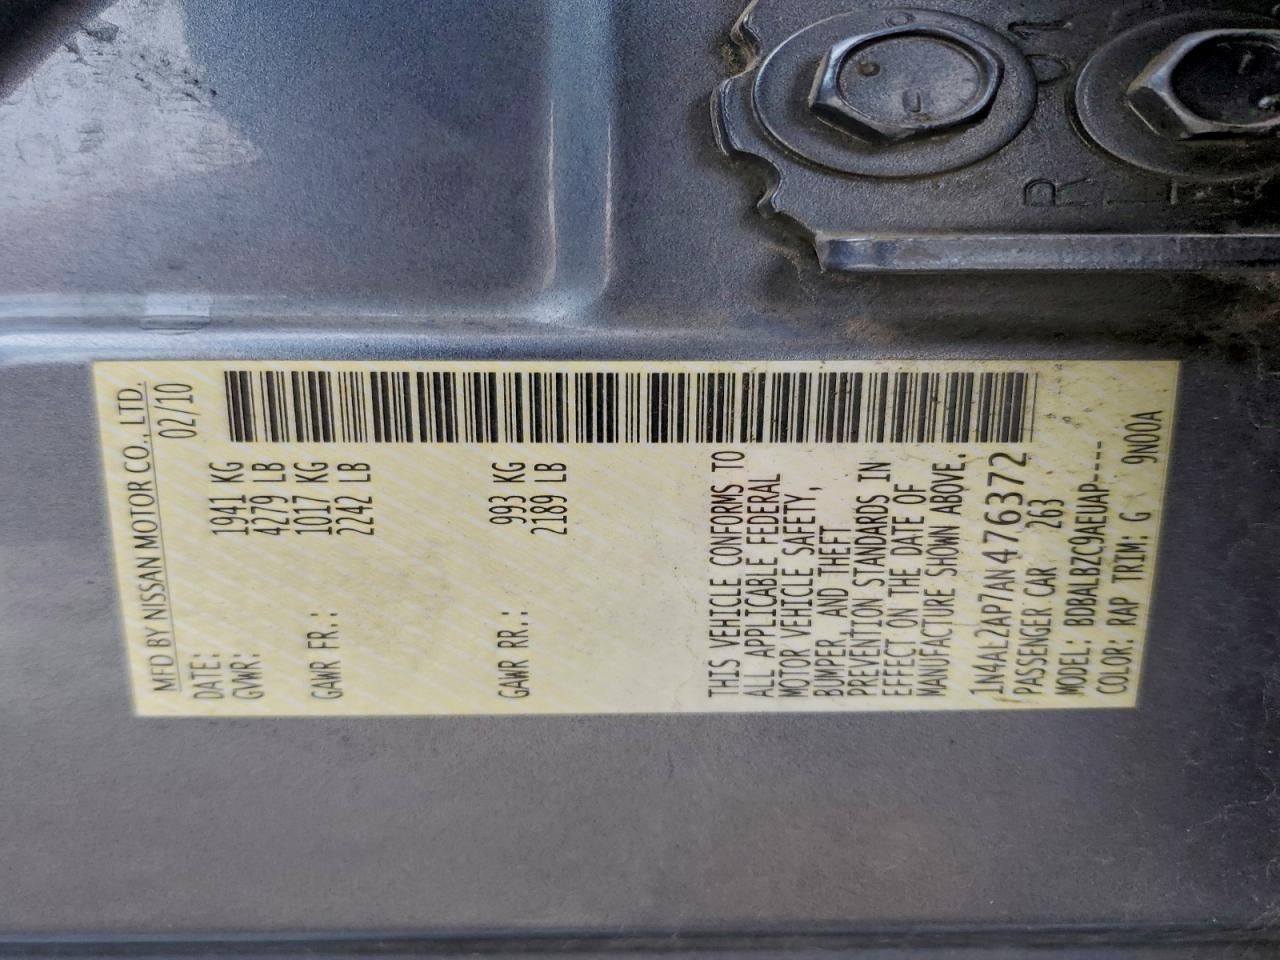 MFD BY NISSAN MOTOR CO., LTD.
DATE: 02/10
GVWR: 1941 KG
4279 LB
GAWR FR.: 1017 KG
2242 LB
GAWR RR.: 993 KG
2189 LB
THIS VEHICLE CONFORMS TO
ALL APPLICABLE FEDERAL
MOTOR VEHICLE SAFETY,
BUMPER, AND THEFT
PREVENTION STANDARDS IN
EFFECT ON THE DATE OF
MANUFACTURE SHOWN ABOVE.
1N4AL2AP7AN476372
PASSENGER CAR 263
MODEL: BDBALBZC9AEUAP----
COLOR: RAP TRIM: G 9N00A